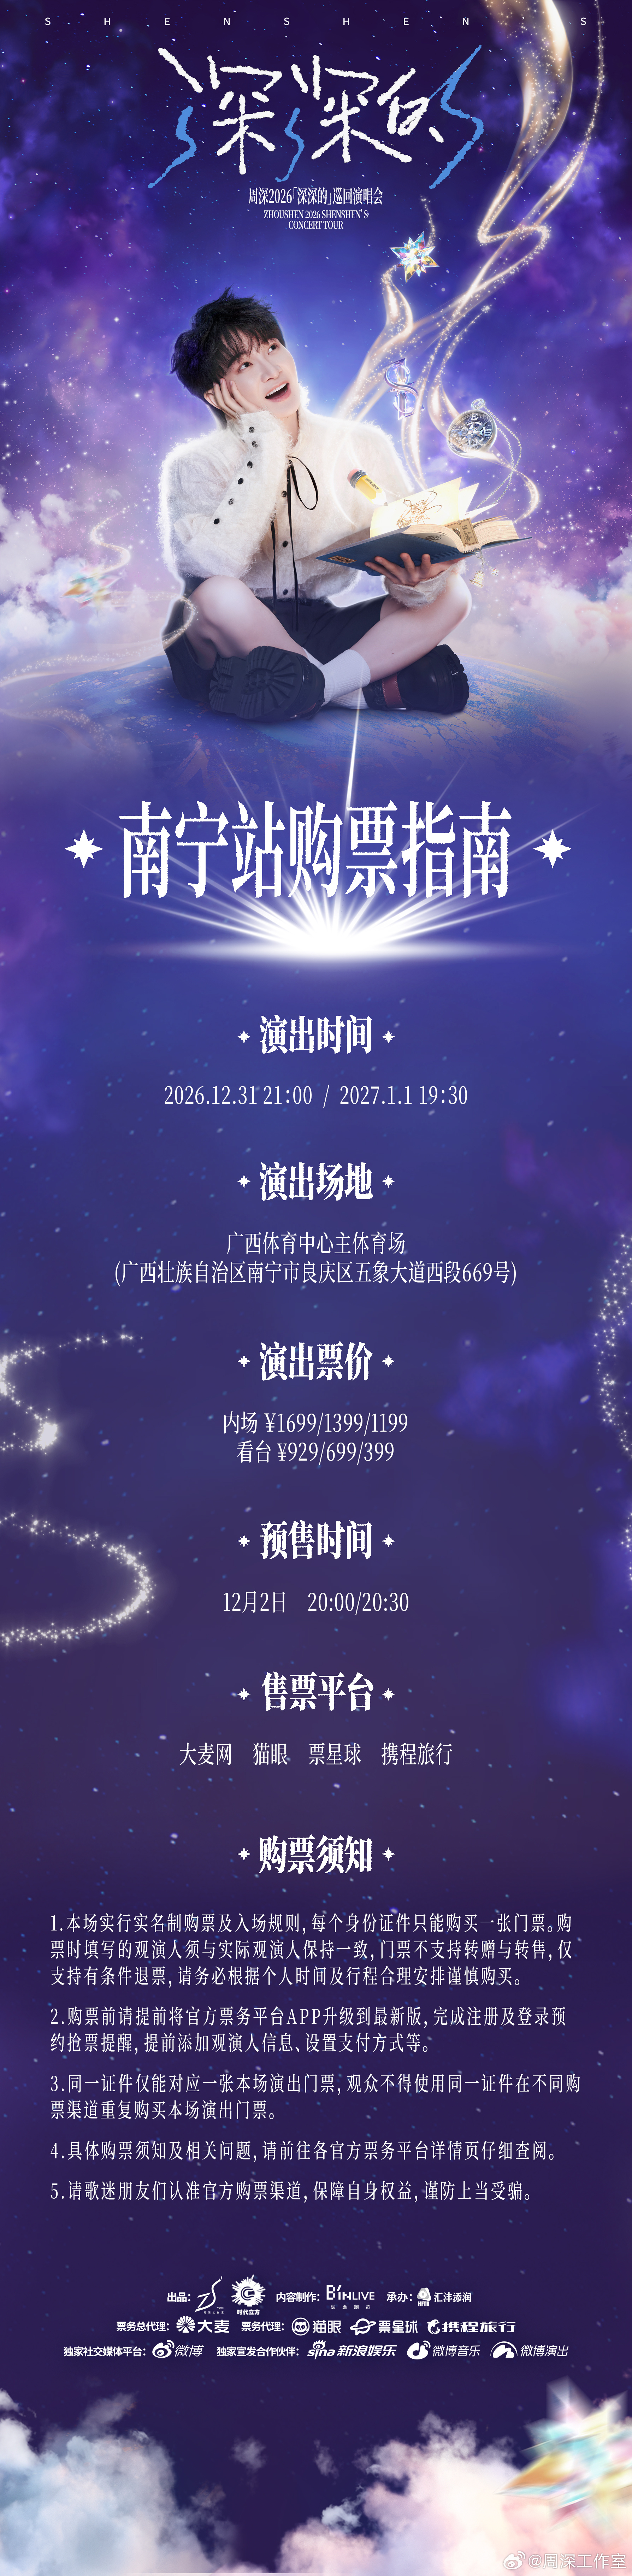 S H E N S H E N S
深深的
周深2026「深深的」巡回演唱会
ZHOUSHEN 2026 SHENSHEN' S
CONCERT TOUR
南宁站购票指南
演出时间
2026.12.31 21:00 / 2027.1.1 19:30
演出场地
广西体育中心主体育场
(广西壮族自治区南宁市良庆区五象大道西段669号)
演出票价
内场 ¥1699/1399/1199
看台 ¥929/699/399
预售时间
12月2日 20:00/20:30
售票平台
大麦网 猫眼 票星球 携程旅行
购票须知
1.本场实行实名制购票及入场规则,每个身份证件只能购买一张门票。购
票时填写的观演人须与实际观演人保持一致,门票不支持转赠与转售,仅
支持有条件退票,请务必根据个人时间及行程合理安排谨慎购买。
2.购票前请提前将官方票务平台APP升级到最新版,完成注册及登录预
约抢票提醒,提前添加观演人信息、设置支付方式等。
3.同一证件仅能对应一张本场演出门票,观众不得使用同一证件在不同购
票渠道重复购买本场演出门票。
4.具体购票须知及相关问题,请前往各官方票务平台详情页仔细查阅。
5.请歌迷朋友们认准官方购票渠道,保障自身权益,谨防上当受骗。
出品: 时代立方 内容制作: B'INLIVE 承办: 汇沣添润
票务总代理: 大麦 票务代理: 猫眼 票星球 携程旅行
独家社交媒体平台: 微博 独家宣发合作伙伴: sina 新浪娱乐 微博音乐 微博演出
@周深工作室